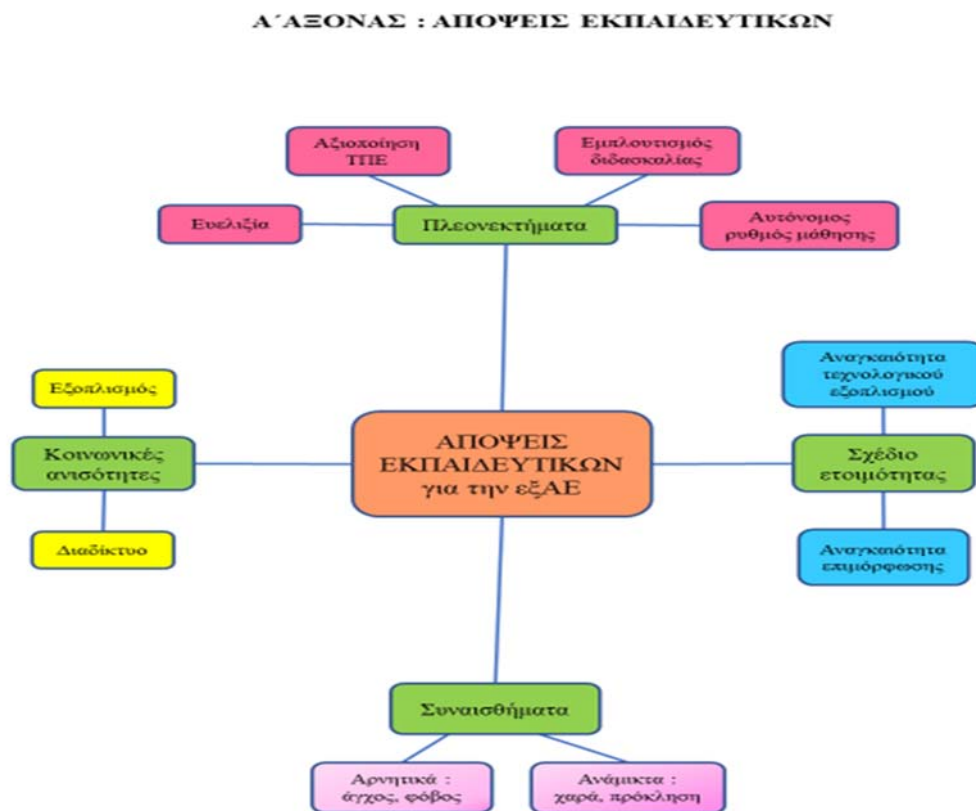 Α΄ΑΞΟΝΑΣ : ΑΠΟΨΕΙΣ ΕΚΠΑΙΔΕΥΤΙΚΩΝ
Αξιοποίηση
ΤΠΕ
Εμπλουτισμός
διδασκαλίας
Ευελιξία
Πλεονεκτήματα
Αυτόνομος
ρυθμός μάθησης
Εξοπλισμός
Κοινωνικές
ανισότητες
Διαδίκτυο
ΑΠΟΨΕΙΣ
ΕΚΠΑΙΔΕΥΤΙΚΩΝ
για την εξΑΕ
Αναγκαιότητα
τεχνολογικού
εξοπλισμού
Σχέδιο
ετοιμότητας
Αναγκαιότητα
επιμόρφωσης
Συναισθήματα
Αρνητικά :
άγχος, φόβος
Ανάμικτα :
χαρά, πρόκληση